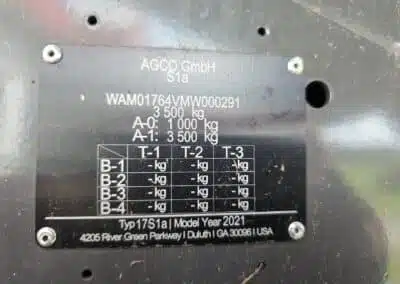 AGCO GmbH
S1a
WAM01764VMW000291
3 500 kg
A-0: 1 000 kg
A-1: 3 500 kg
T-1 T-2 T-3
B-1 -kg -kg -kg
B-2 -kg -kg -kg
B-3 -kg -kg -kg
B-4 -kg -kg -kg
Typ 17S1a | Model Year 2021
4205 River Green Parkway | Duluth | GA 30096 | USA